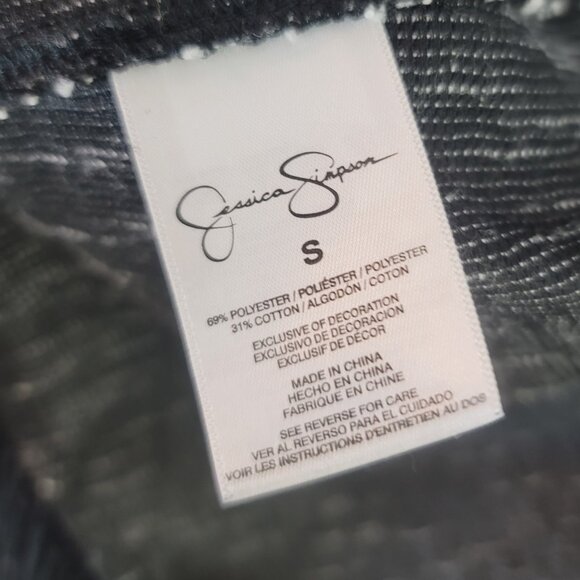 Jessica Simpson
S
69% POLYESTER / POLIÉSTER / POLYESTER
31% COTTON / ALGODÓN / COTON
EXCLUSIVE OF DECORATION
EXCLUSIVO DE DECORACION
EXCLUSIF DE DÉCOR
MADE IN CHINA
HECHO EN CHINA
FABRIQUE EN CHINE
SEE REVERSE FOR CARE
VER AL REVERSO PARA EL CUIDADO
VOIR LES INSTRUCTIONS D'ENTRETIEN AU DOS